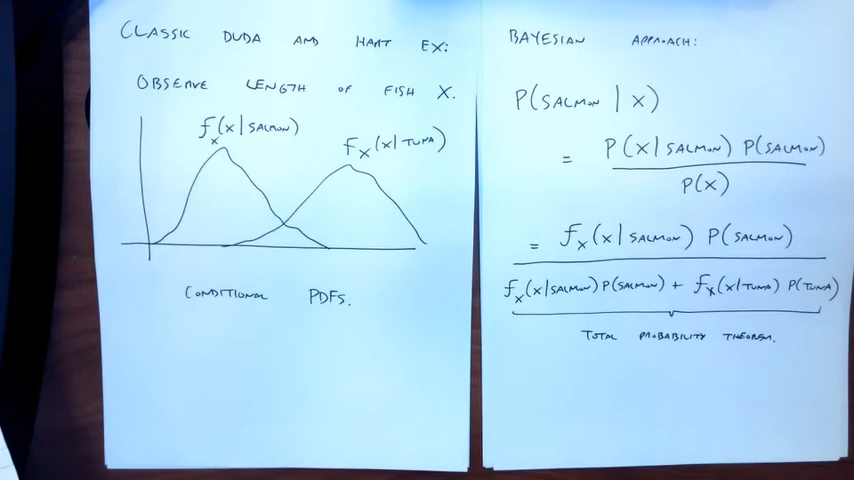 CLASSIC DUDA AND HART EX:
OBSERVE LENGTH OF FISH X.
f_X(x|SALMON)
f_X(x|TUNA)
CONDITIONAL PDFS.
BAYESIAN APPROACH:
P(SALMON | X)
= P(X|SALMON) P(SALMON)
P(X)
= f_X(x|SALMON) P(SALMON)
f_X(x|SALMON) P(SALMON) + f_X(x|TUNA) P(TUNA)
TOTAL PROBABILITY THEOREM.